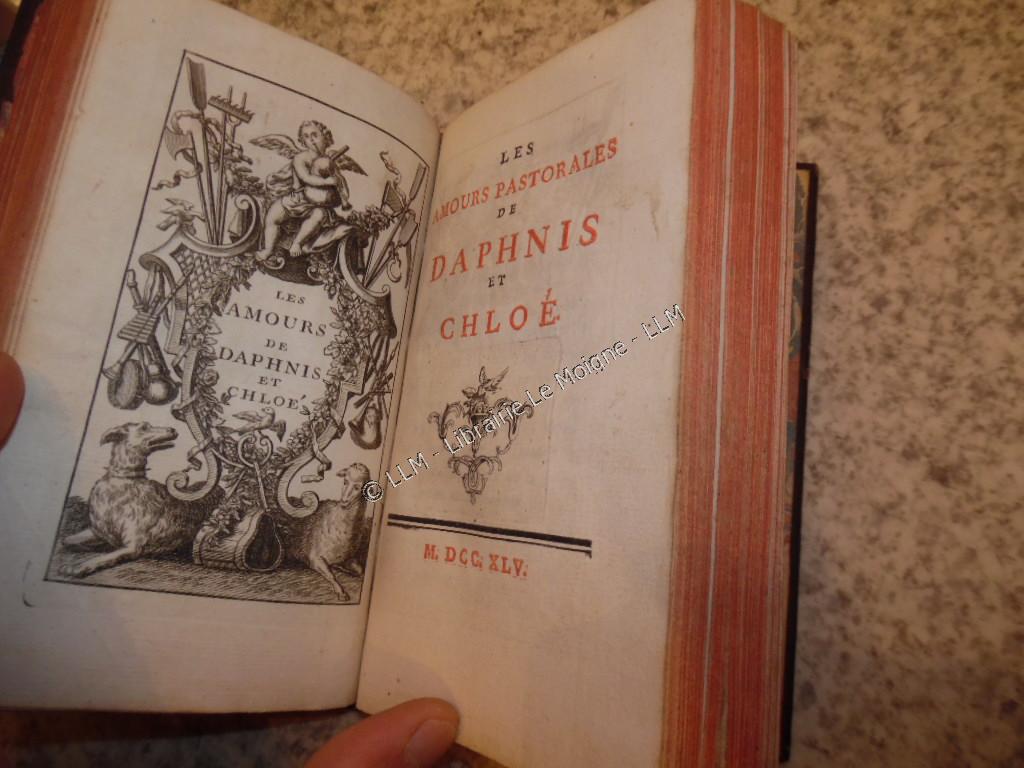 LES
AMOURS
DE
DAPHNIS
ET
CHLOÉ
LES
AMOURS PASTORALES
DE
DAPHNIS
ET
CHLOÉ
M. DCC. XLV.
© LLM - Librairie Le Moigne - LLM